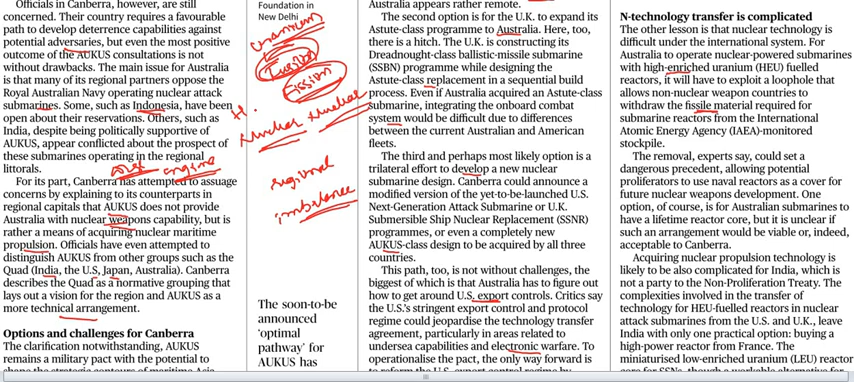 Officials in Canberra, however, are still
concerned. Their country requires a favourable
path to develop deterrence capabilities against
potential adversaries, but even the most positive
outcome of the AUKUS consultations is not
without drawbacks. The main issue for Australia
is that many of its regional partners oppose the
Royal Australian Navy operating nuclear attack
submarines. Some, such as Indonesia, have been
open about their reservations. Others, such as
India, despite being politically supportive of
AUKUS, appear conflicted about the prospect of
these submarines operating in the regional
littorals.
For its part, Canberra has attempted to assuage
concerns by explaining to its counterparts in
regional capitals that AUKUS does not provide
Australia with nuclear weapons capability, but is
rather a means of acquiring nuclear maritime
propulsion. Officials have even attempted to
distinguish AUKUS from other groups such as the
Quad (India, the U.S, Japan, Australia). Canberra
describes the Quad as a normative grouping that
lays out a vision for the region and AUKUS as a
more technical arrangement.
Options and challenges for Canberra
The clarification notwithstanding, AUKUS
remains a military pact with the potential to
Foundation in
New Delhi
uranium
Fission
Nuclear
Nuclear
regional
imbalance
engine
The soon-to-be
announced
‘optimal
pathway’ for
AUKUS has
Australia appears rather remote.
The second option is for the U.K. to expand its
Astute-class programme to Australia. Here, too,
there is a hitch. The U.K. is constructing its
Dreadnought-class ballistic-missile submarine
(SSBN) programme while designing the
Astute-class replacement in a sequential build
process. Even if Australia acquired an Astute-class
submarine, integrating the onboard combat
system would be difficult due to differences
between the current Australian and American
fleets.
The third and perhaps most likely option is a
trilateral effort to develop a new nuclear
submarine design. Canberra could announce a
modified version of the yet-to-be-launched U.S.
Next-Generation Attack Submarine or U.K.
Submersible Ship Nuclear Replacement (SSNR)
programmes, or even a completely new
AUKUS-class design to be acquired by all three
countries.
This path, too, is not without challenges, the
biggest of which is that Australia has to figure out
how to get around U.S. export controls. Critics say
the U.S.’s stringent export control and protocol
regime could jeopardise the technology transfer
agreement, particularly in areas related to
undersea capabilities and electronic warfare. To
operationalise the pact, the only way forward is
to reform the U.S. export control regime by
N-technology transfer is complicated
The other lesson is that nuclear technology is
difficult under the international system. For
Australia to operate nuclear-powered submarines
with high-enriched uranium (HEU) fuelled
reactors, it will have to exploit a loophole that
allows non-nuclear weapon countries to
withdraw the fissile material required for
submarine reactors from the International
Atomic Energy Agency (IAEA)-monitored
stockpile.
The removal, experts say, could set a
dangerous precedent, allowing potential
proliferators to use naval reactors as a cover for
future nuclear weapons development. One
option, of course, is for Australian submarines to
have a lifetime reactor core, but it is unclear if
such an arrangement would be viable or, indeed,
acceptable to Canberra.
Acquiring nuclear propulsion technology is
likely to be also complicated for India, which is
not a party to the Non-Proliferation Treaty. The
complexities involved in the transfer of
technology for HEU-fuelled reactors in nuclear
attack submarines from the U.S. and U.K., leave
India with only one practical option: buying a
high-power reactor from France. The
miniaturised low-enriched uranium (LEU) reactor